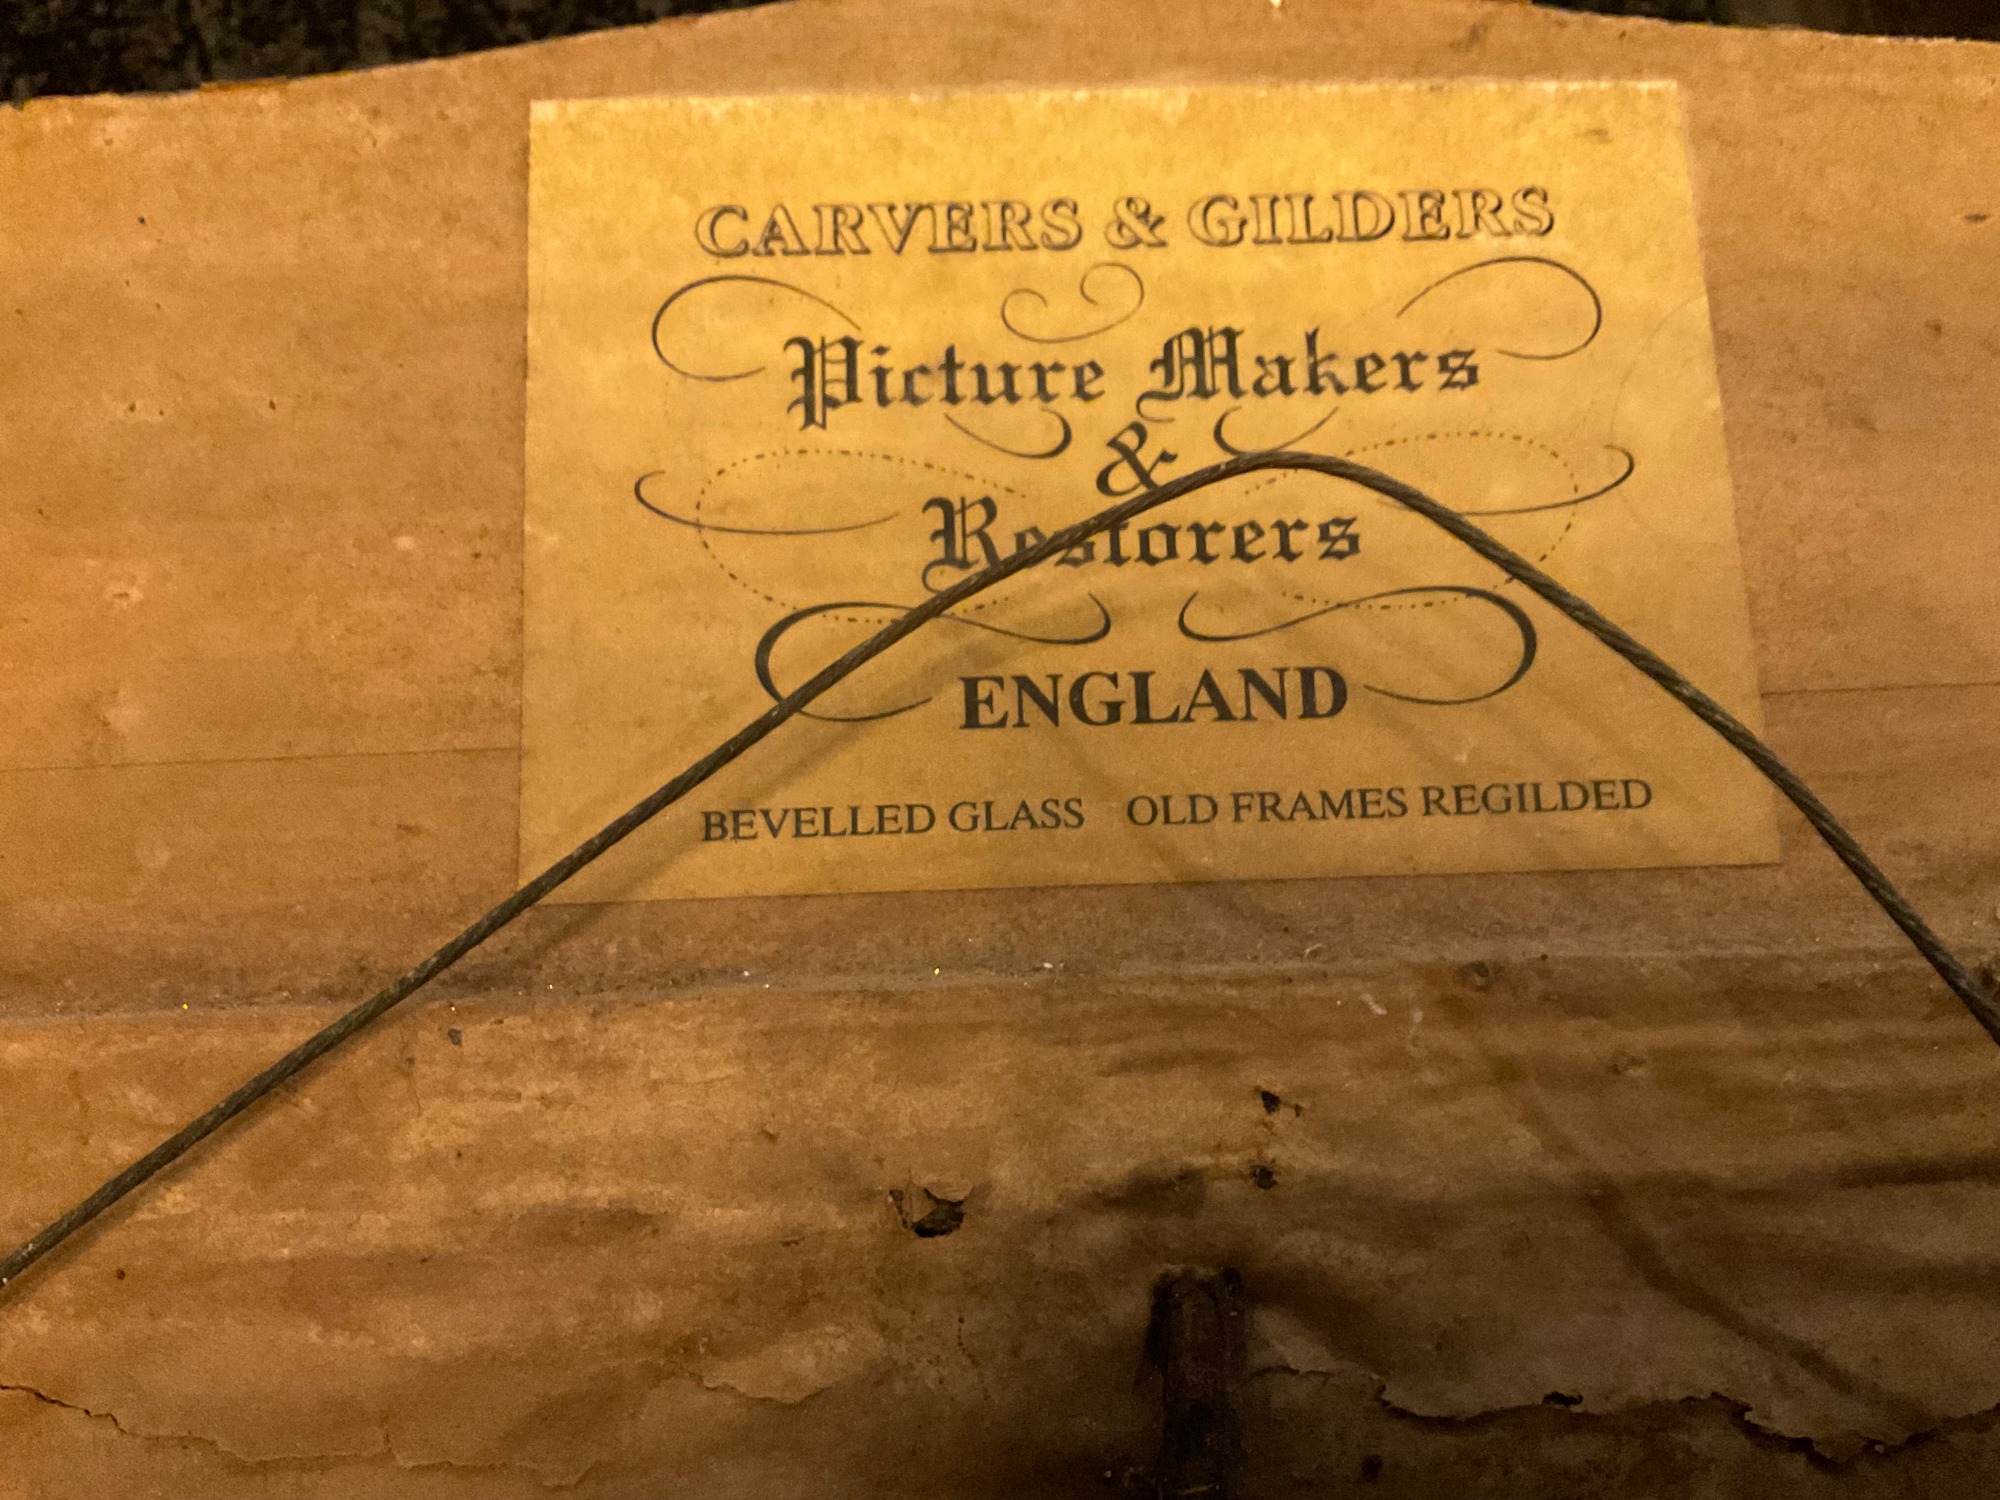 CARVERS & GILDERS
Picture Makers
&
Restorers
ENGLAND
BEVELLED GLASS OLD FRAMES REGILDED